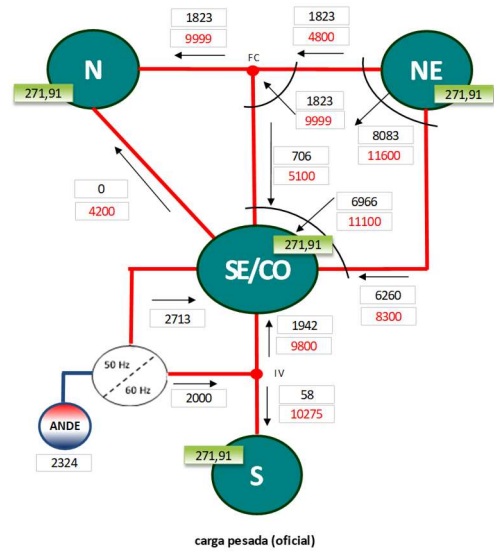 1823
9999
1823
4800
FC
N
NE
271,91
271,91
1823
9999
8083
11600
706
5100
0
4200
6966
11100
271,91
SE/CO
2713
6260
8300
1942
9800
50 Hz
60 Hz
IV
2000
58
10275
ANDE
2324
271,91
S
carga pesada (oficial)